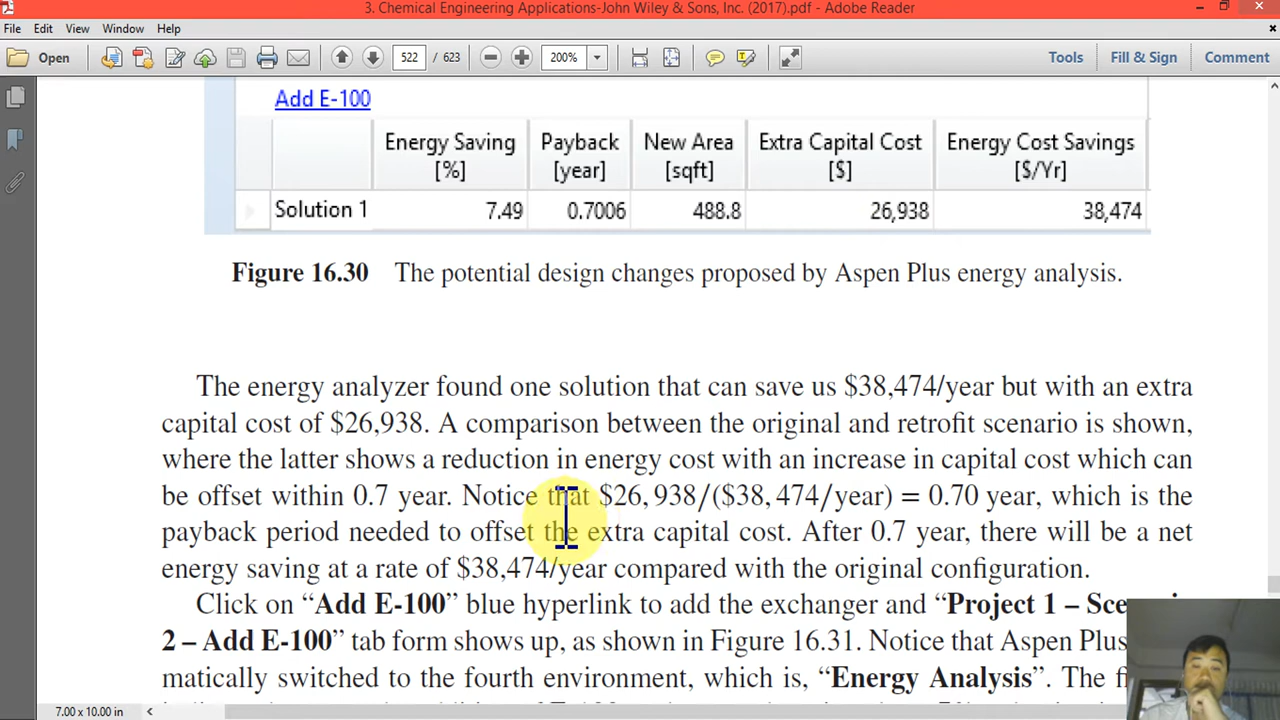 3. Chemical Engineering Applications-John Wiley & Sons, Inc. (2017).pdf - Adobe Reader
File Edit View Window Help
Open 522 / 623 200% Tools Fill & Sign Comment
Add E-100
Energy Saving Payback New Area Extra Capital Cost Energy Cost Savings
[%] [year] [sqft] [$] [$/Yr]
Solution 1 7.49 0.7006 488.8 26,938 38,474
Figure 16.30 The potential design changes proposed by Aspen Plus energy analysis.
The energy analyzer found one solution that can save us $38,474/year but with an extra
capital cost of $26,938. A comparison between the original and retrofit scenario is shown,
where the latter shows a reduction in energy cost with an increase in capital cost which can
be offset within 0.7 year. Notice that $26, 938/($38, 474/year) = 0.70 year, which is the
payback period needed to offset the extra capital cost. After 0.7 year, there will be a net
energy saving at a rate of $38,474/year compared with the original configuration.
Click on “Add E-100” blue hyperlink to add the exchanger and “Project 1 – Sce
2 – Add E-100” tab form shows up, as shown in Figure 16.31. Notice that Aspen Plus
matically switched to the fourth environment, which is, “Energy Analysis”. The
7.00 x 10.00 in